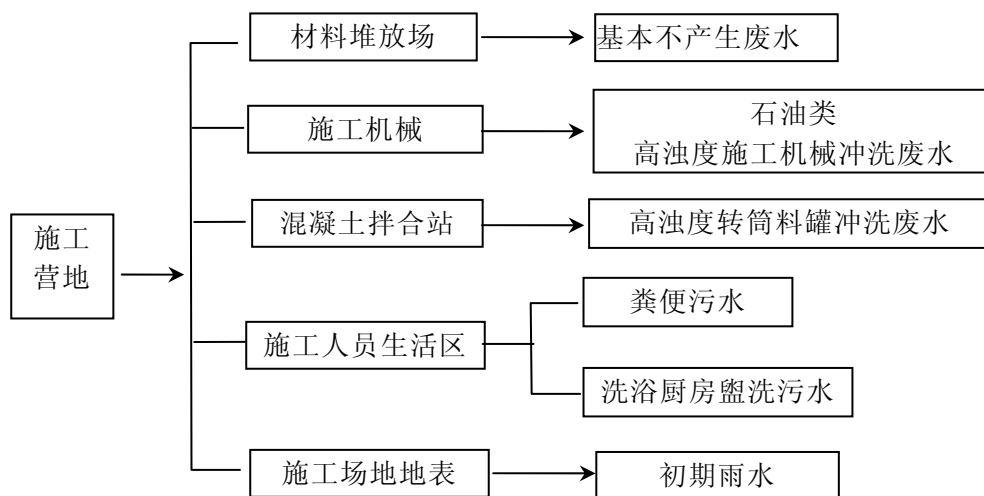 材料堆放场
基本不产生废水
施工机械
石油类
高浊度施工机械冲洗废水
混凝土拌合站
高浊度转筒料罐冲洗废水
施工
营地
粪便污水
施工人员生活区
洗浴厨房盥洗污水
施工场地地表
初期雨水